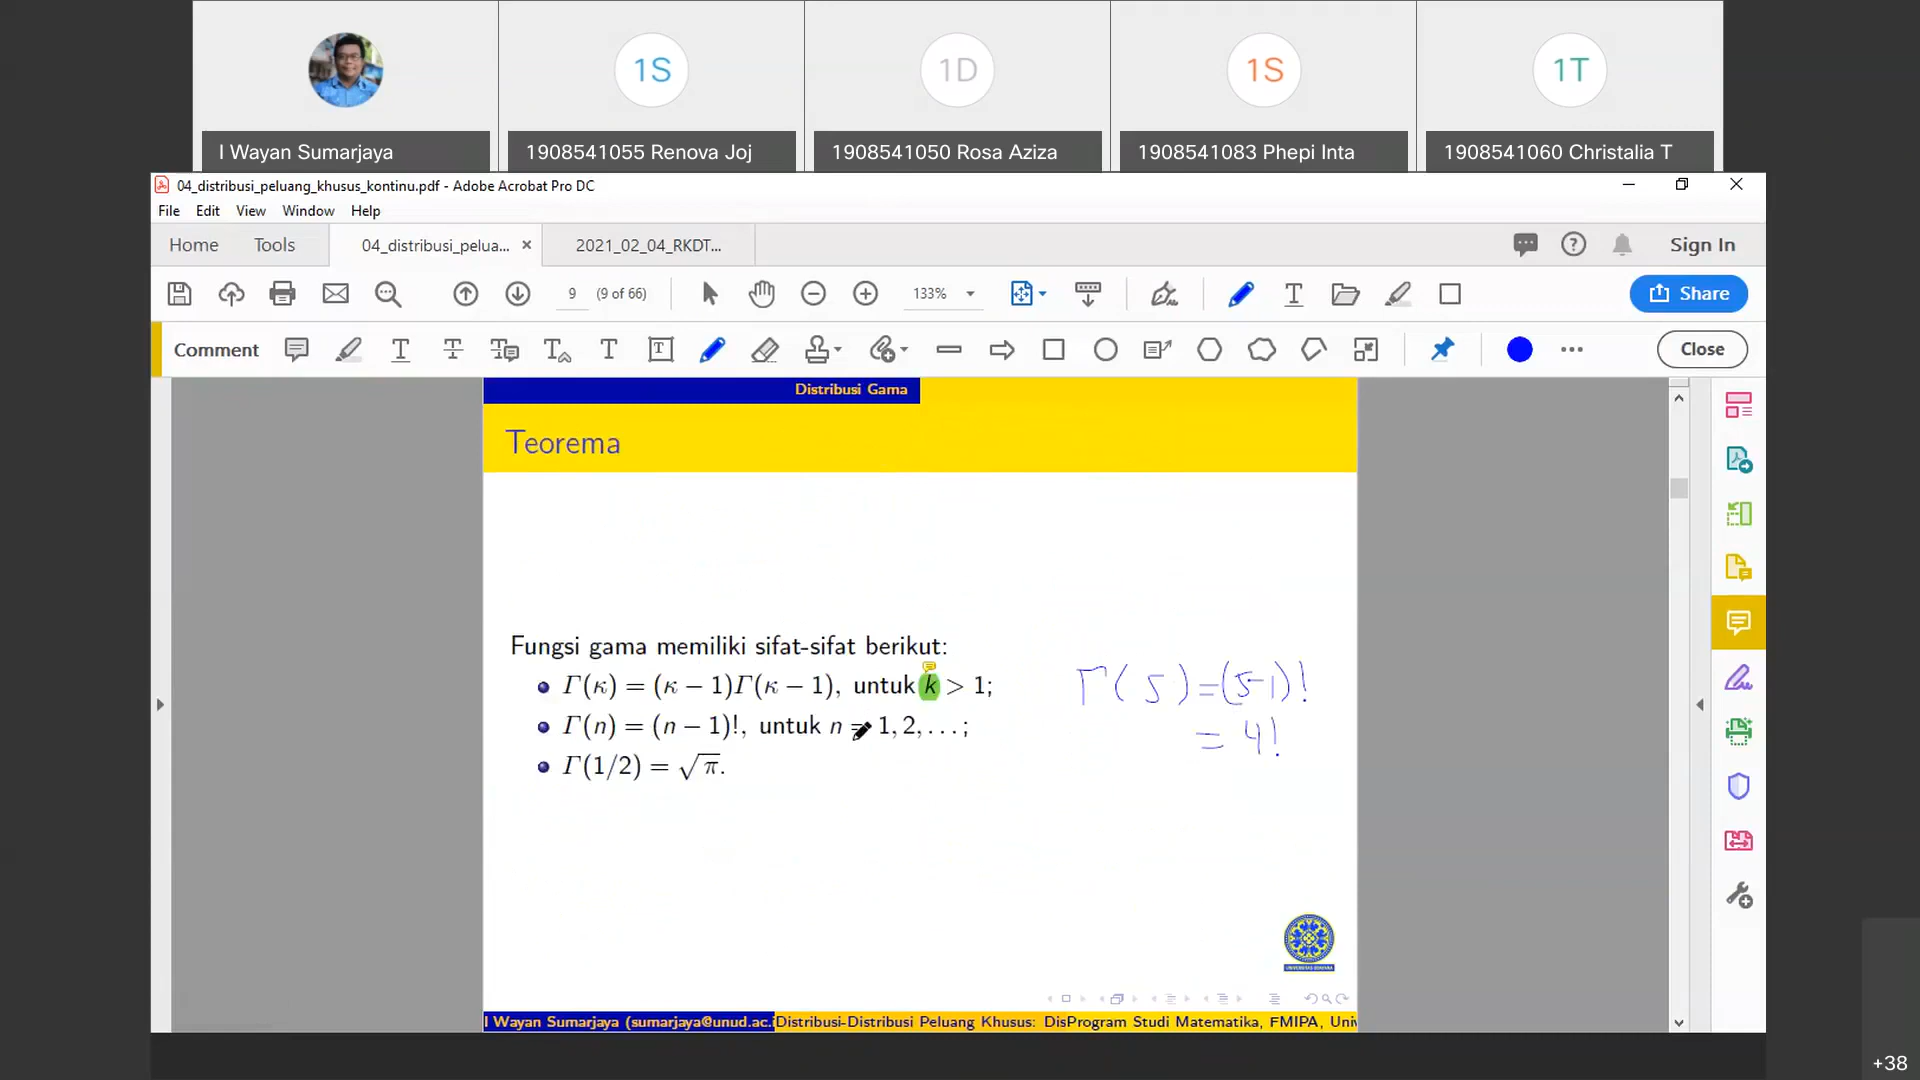 1S
1D
1S
1T
I Wayan Sumarjaya
1908541055 Renova Joj
1908541050 Rosa Aziza
1908541083 Phepi Inta
1908541060 Christalia T
04_distribusi_peluang_khusus_kontinu.pdf - Adobe Acrobat Pro DC
File Edit View Window Help
Home Tools 04_distribusi_pelua... × 2021_02_04_RKDT... Sign In
9 (9 of 66) 133% Share
Comment Close
Distribusi Gama
Teorema
Fungsi gama memiliki sifat-sifat berikut:
Γ(κ) = (κ − 1)Γ(κ − 1), untuk k > 1;
Γ(n) = (n − 1)!, untuk n = 1, 2, . . . ;
Γ(1/2) = √π.
Γ(5) = (5-1)!
= 4!
UNIVERSITAS UDAYANA
I Wayan Sumarjaya (sumarjaya@unud.ac.i Distribusi-Distribusi Peluang Khusus: Dis Program Studi Matematika, FMIPA, Univ
+38